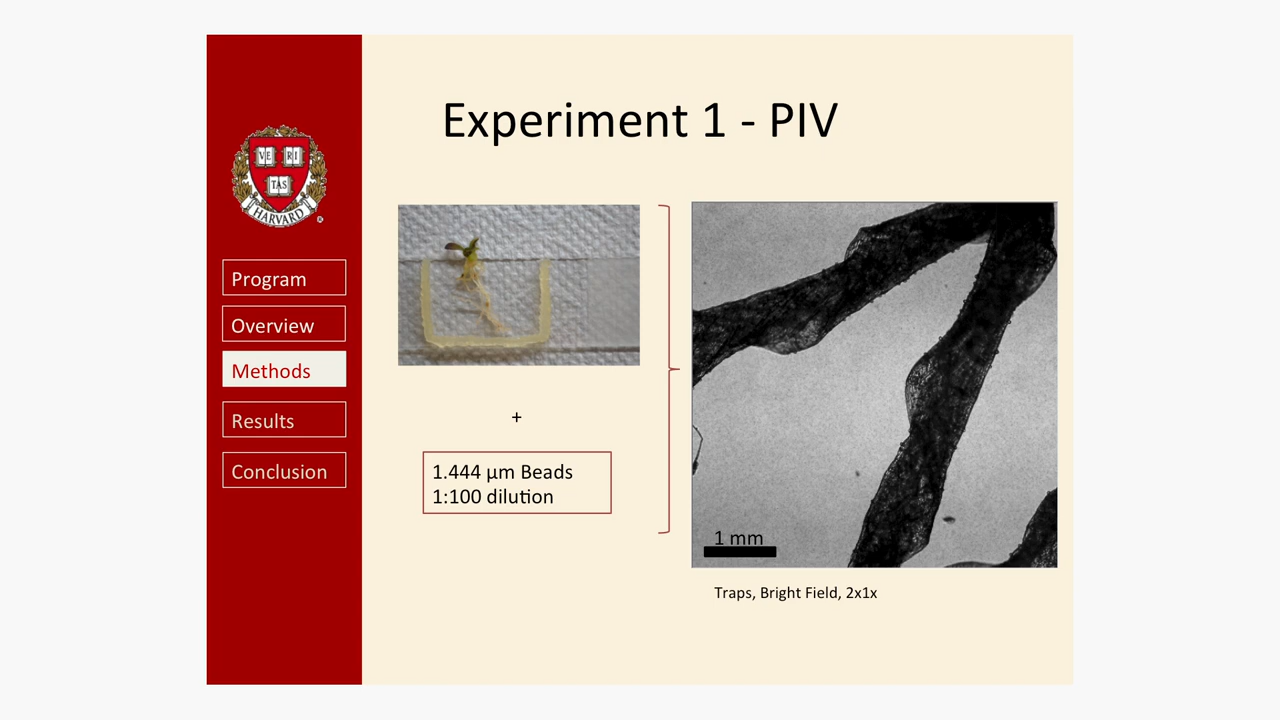 Experiment 1 - PIV
VE RI
TAS
HARVARD
®
Program
Overview
Methods
Results
Conclusion
+
1.444 µm Beads
1:100 dilution
1 mm
Traps, Bright Field, 2x1x